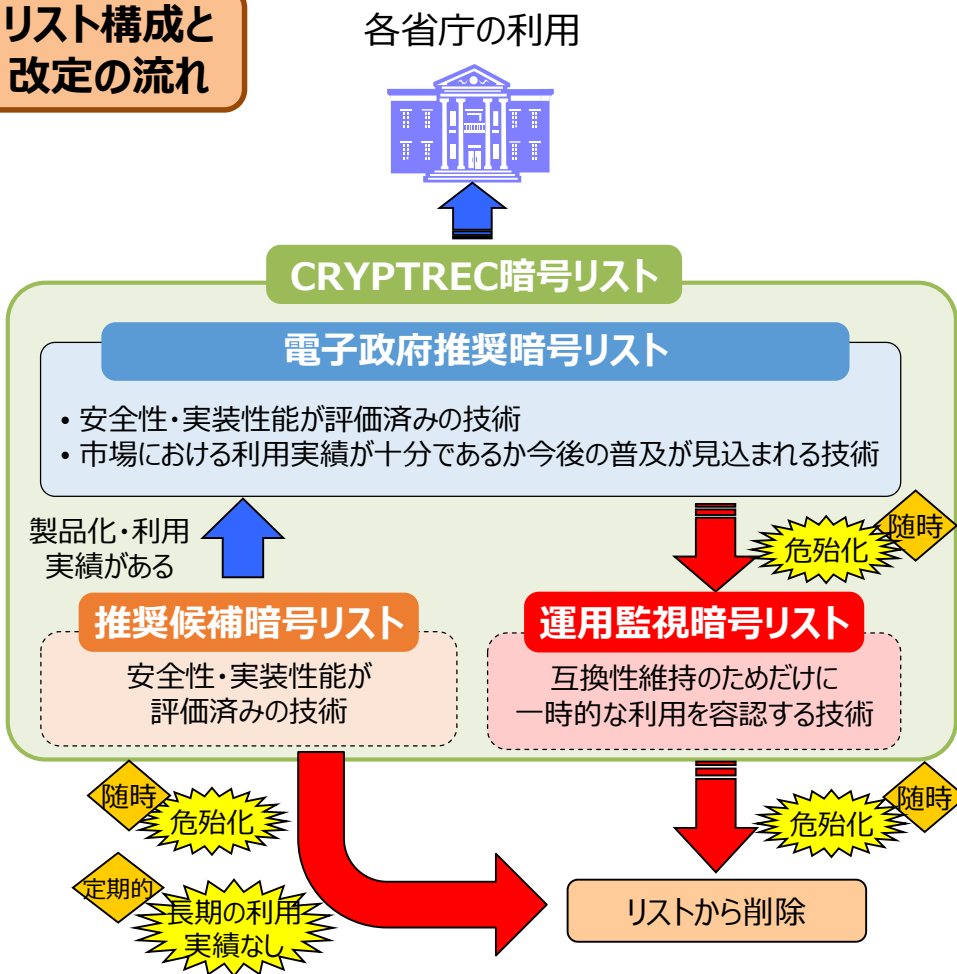 リスト構成と
改定の流れ
各省庁の利用
CRYPTREC暗号リスト
電子政府推奨暗号リスト
• 安全性・実装性能が評価済みの技術
• 市場における利用実績が十分であるか今後の普及が見込まれる技術
製品化・利用
実績がある
危殆化
随時
推奨候補暗号リスト
安全性・実装性能が
評価済みの技術
運用監視暗号リスト
互換性維持のためだけに
一時的な利用を容認する技術
随時
危殆化
定期的
長期の利用
実績なし
危殆化
随時
リストから削除